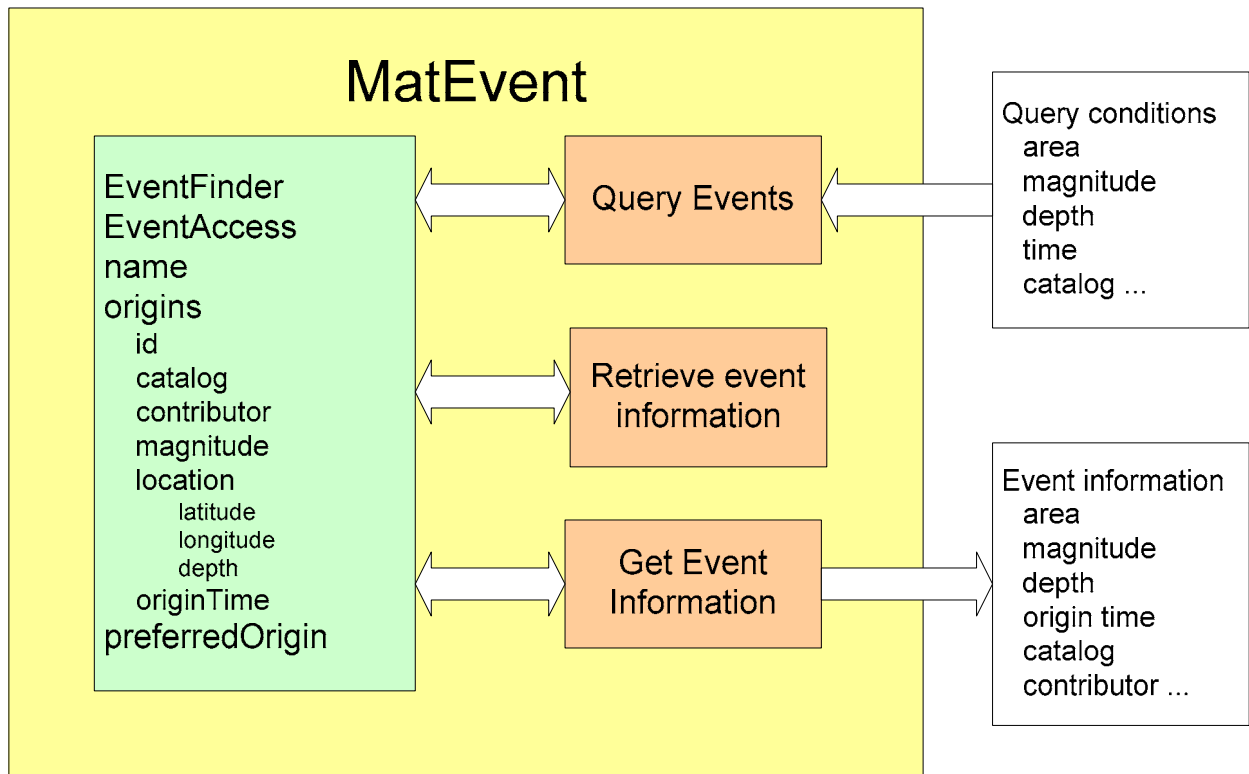 MatEvent
EventFinder
EventAccess
name
origins
id
catalog
contributor
magnitude
location
latitude
longitude
depth
originTime
preferredOrigin
Query Events
Retrieve event
information
Get Event
Information
Query conditions
area
magnitude
depth
time
catalog ...
Event information
area
magnitude
depth
origin time
catalog
contributor ...